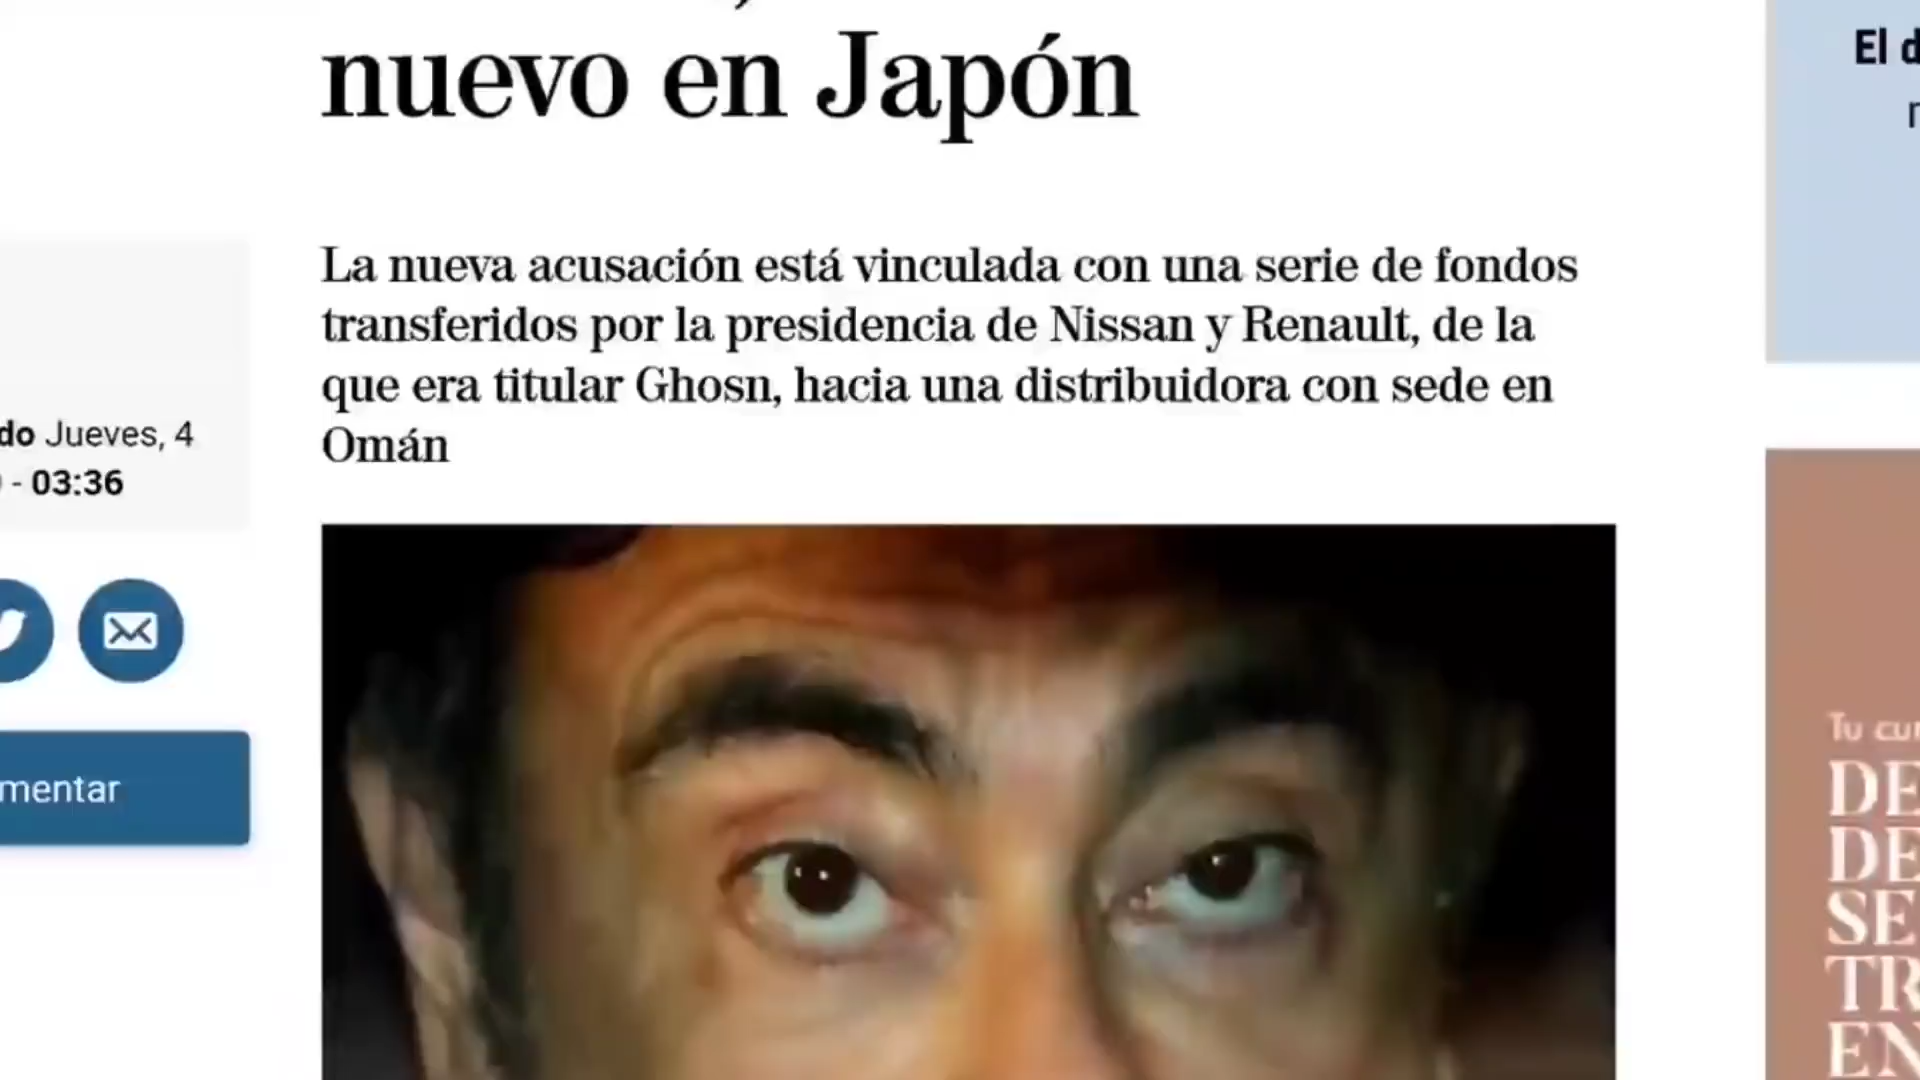 nuevo en Japón
La nueva acusación está vinculada con una serie de fondos
transferidos por la presidencia de Nissan y Renault, de la
que era titular Ghosn, hacia una distribuidora con sede en
Omán
do Jueves, 4
- 03:36
mentar
El d
Tu cur
DE
DE
SE
TR
EN